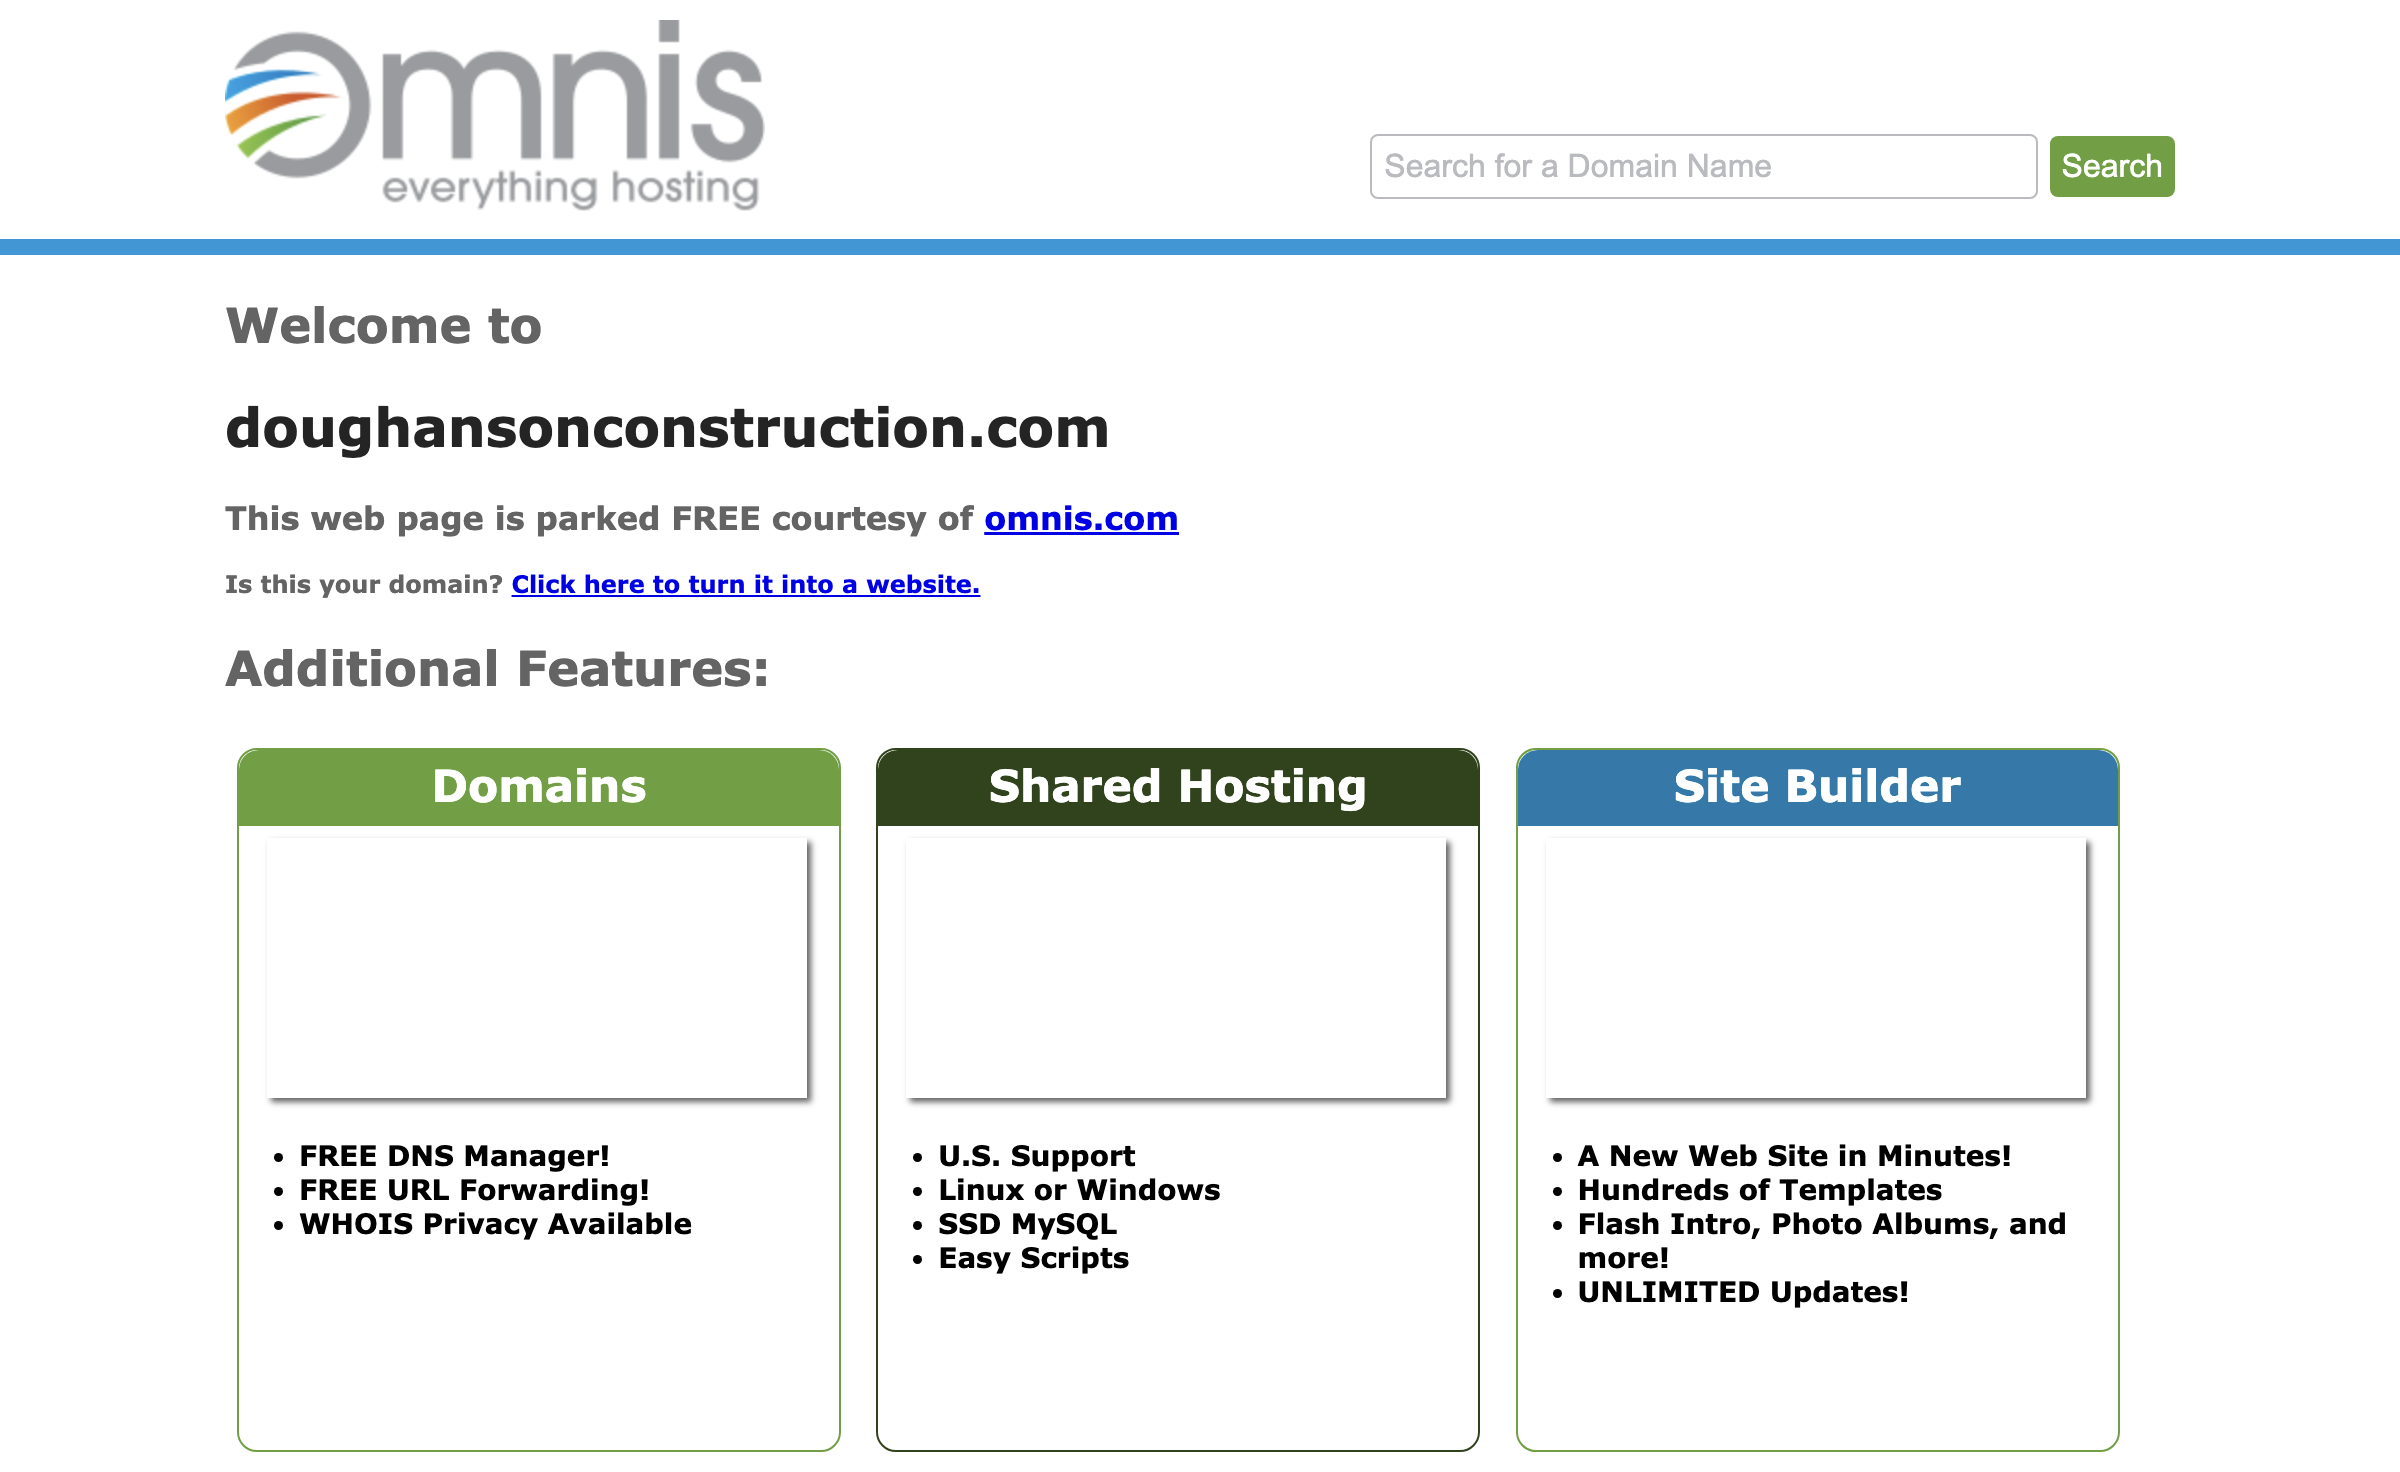 Omnis
everything hosting
Search for a Domain Name
Search
Welcome to
doughansonconstruction.com
This web page is parked FREE courtesy of omnis.com
Is this your domain? Click here to turn it into a website.
Additional Features:
Domains
FREE DNS Manager!
FREE URL Forwarding!
WHOIS Privacy Available
Shared Hosting
U.S. Support
Linux or Windows
SSD MySQL
Easy Scripts
Site Builder
A New Web Site in Minutes!
Hundreds of Templates
Flash Intro, Photo Albums, and
more!
UNLIMITED Updates!